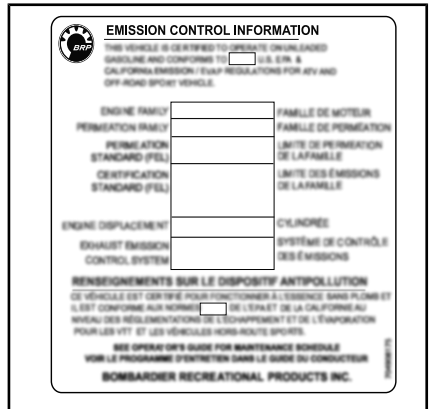 BRP
EMISSION CONTROL INFORMATION
THIS VEHICLE IS CERTIFIED TO OPERATE ON UNLEADED
GASOLINE AND CONFORMS TO U.S. EPA &
CALIFORNIA EMISSION / EVAP REGULATIONS FOR ATV AND
OFF-ROAD SPORT VEHICLE.
ENGINE FAMILY FAMILLE DE MOTEUR
PERMEATION FAMILY FAMILLE DE PERMÉATION
PERMEATION LIMITE DE PERMEATION
STANDARD (FEL) DE LA FAMILLE
CERTIFICATION LIMITE DES ÉMISSIONS
STANDARD (FEL) DE LA FAMILLE
ENGINE DISPLACEMENT CYLINDRÉE
EXHAUST EMISSION SYSTÈME DE CONTRÔLE
CONTROL SYSTEM DES ÉMISSIONS
RENSEIGNEMENTS SUR LE DISPOSITIF ANTIPOLLUTION
CE VÉHICULE EST CERTIFIÉ POUR FONCTIONNER À L'ESSENCE SANS PLOMB ET
IL EST CONFORME AUX NORMES DE L'EPA ET DE LA CALIFORNIE AU
NIVEAU DES RÉGLEMENTATIONS DE L'ÉCHAPPEMENT ET DE L'ÉVAPORATION
POUR LES VTT ET LES VÉHICULES HORS-ROUTE SPORTS.
SEE OPERATOR'S GUIDE FOR MAINTENANCE SCHEDULE
VOIR LE PROGRAMME D'ENTRETIEN DANS LE GUIDE DU CONDUCTEUR
BOMBARDIER RECREATIONAL PRODUCTS INC.